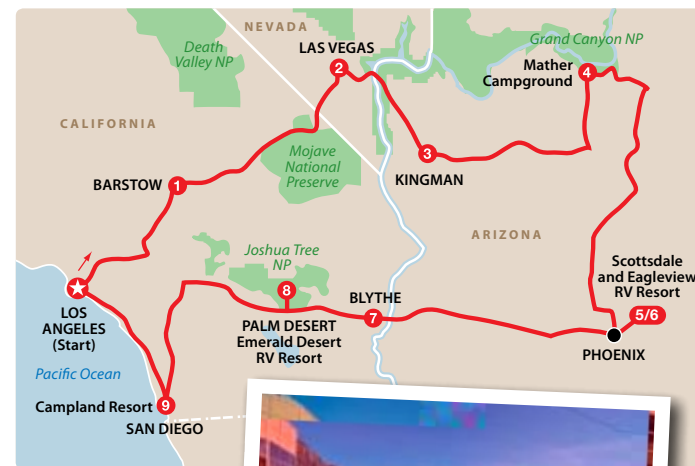 NEVADA
Death
Valley NP
LAS VEGAS
2
Grand Canyon NP
Mather
Campground
4
CALIFORNIA
Mojave
National
Preserve
3
KINGMAN
BARSTOW
1
ARIZONA
Joshua Tree
NP
8
BLYTHE
7
PALM DESERT
Emerald Desert
RV Resort
Scottsdale
and Eagleview
RV Resort
5/6
PHOENIX
LOS
ANGELES
(Start)
Pacific Ocean
Campland Resort
9
SAN DIEGO